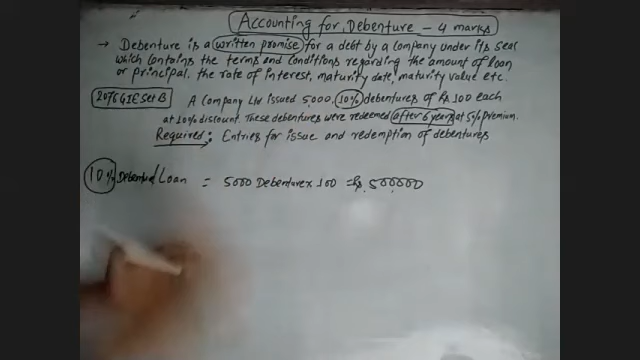 Accounting for Debenture - 4 marks
→ Debenture is a written promise for a debt by a company under its seal
which contains the terms and conditions regarding the amount of loan
or principal, the rate of interest, maturity date, maturity value etc.
2076 GIE Set B A Company Ltd issued 5,000, 10% debentures of Rs 100 each
at 10% discount. These debentures were redeemed after 6 years at 5% premium.
Required: Entries for issue and redemption of debentures
10% Debenture/Loan = 5000 Debenture x 100 = Rs. 500000